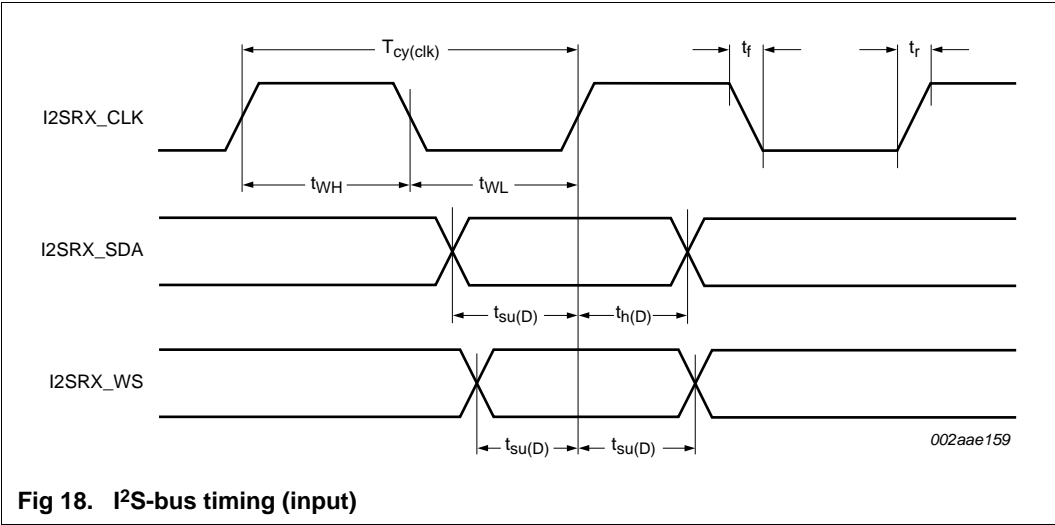 T_cy(clk)
t_f
t_r
I2SRX_CLK
t_WH
t_WL
I2SRX_SDA
t_su(D)
t_h(D)
I2SRX_WS
t_su(D)
t_su(D)
002aae159
Fig 18. I²S-bus timing (input)